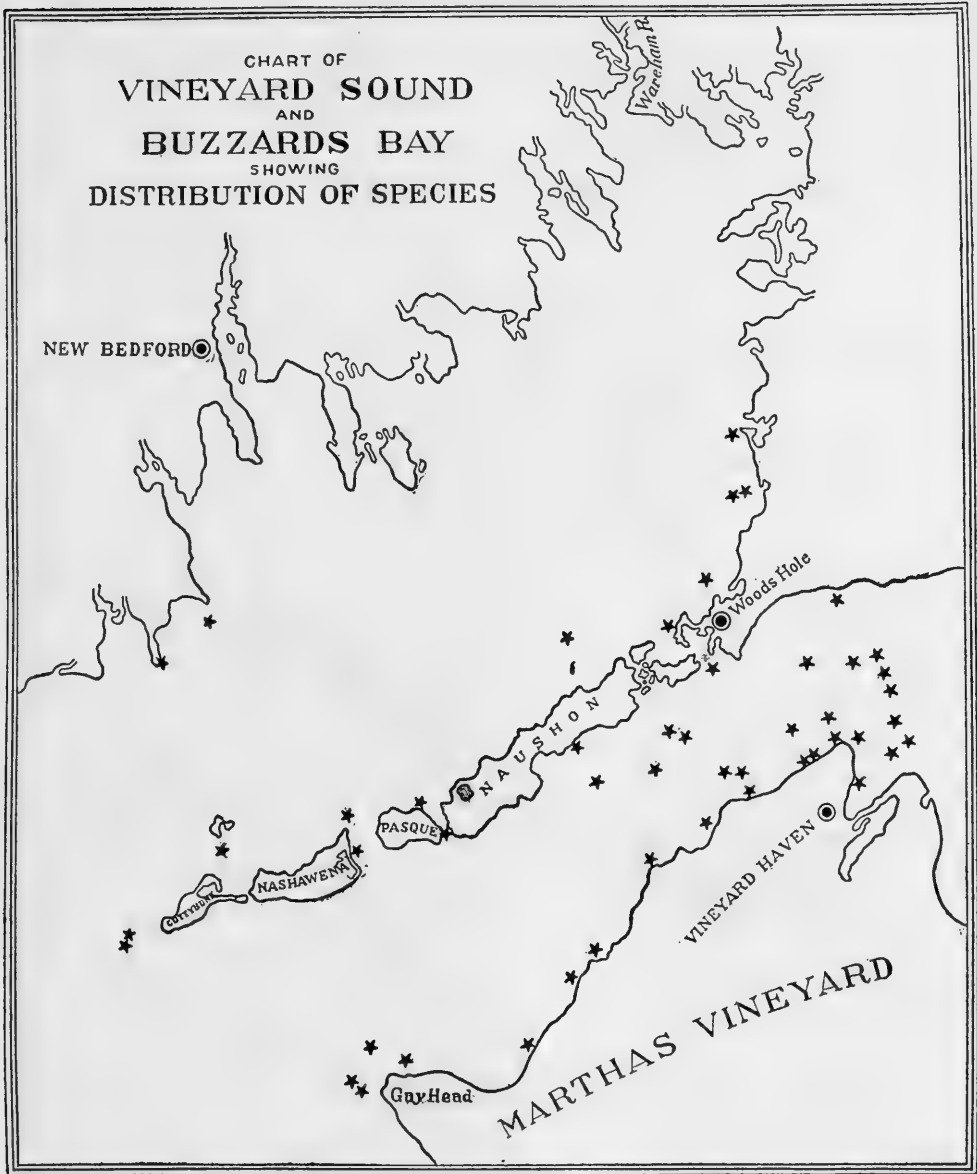 CHART OF
VINEYARD SOUND
AND
BUZZARDS BAY
SHOWING
DISTRIBUTION OF SPECIES
Wareham R.
NEW BEDFORD
Woods Hole
NAUSHON
PASQUE
NASHAWENA
CUTTYHUNK
VINEYARD HAVEN
MARTHAS VINEYARD
Gay Head